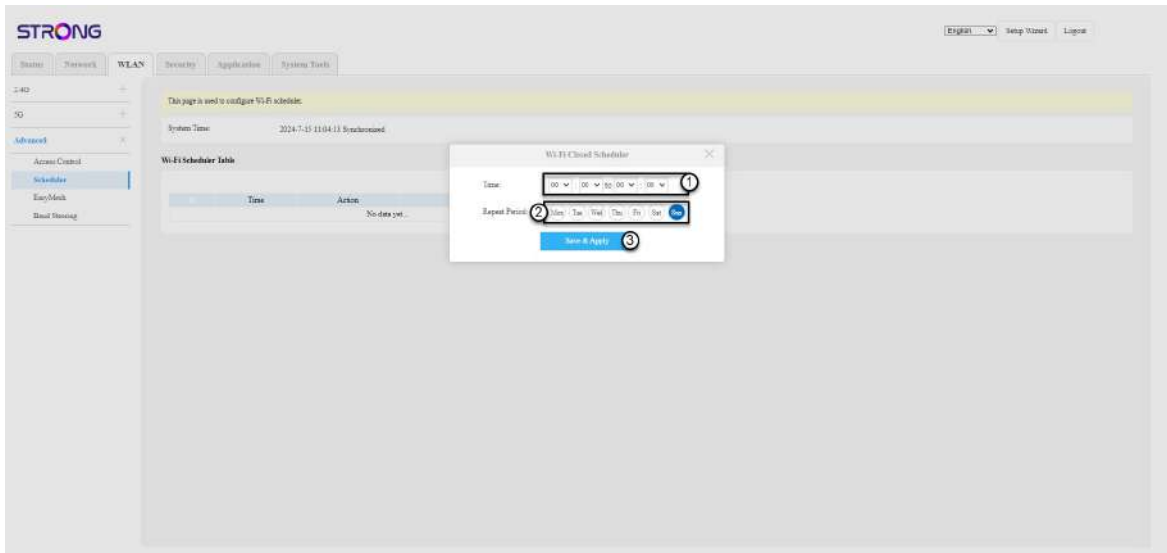 STRONG
English Setup Wizard Logout
Status Network WLAN Security Application System Tools
2.4G
5G
Advanced
Access Control
Scheduler
EasyMesh
Band Steering
This page is used to configure Wi-Fi scheduler.
System Time: 2024-7-15 11:04:13 Synchronized
Wi-Fi Scheduler Table
Time Action
No data yet...
Wi-Fi Closed Scheduler
Time: 00 : 00 to 00 : 00 1
Repeat Period: 2 Mon Tue Wed Thu Fri Sat Sun
Save & Apply 3